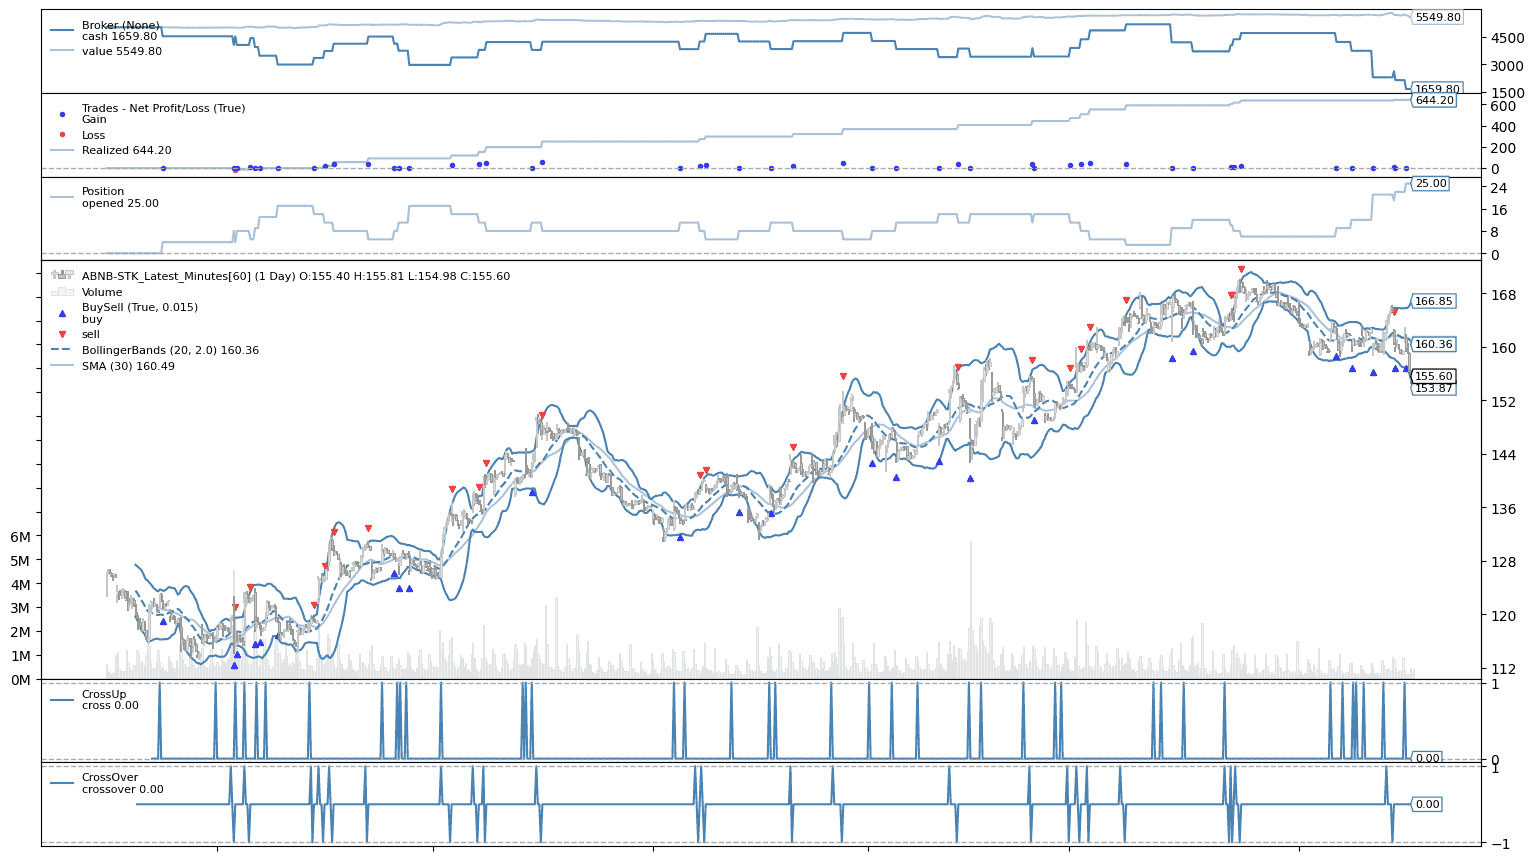 Broker (None)
cash 1659.80
value 5549.80
5549.80
4500
3000
1659.80
1500
Trades - Net Profit/Loss (True)
Gain
Loss
Realized 644.20
644.20
600
400
200
0
Position
opened 25.00
25.00
24
16
8
0
ABNB-STK_Latest_Minutes[60] (1 Day) O:155.40 H:155.81 L:154.98 C:155.60
Volume
BuySell (True, 0.015)
buy
sell
BollingerBands (20, 2.0) 160.36
SMA (30) 160.49
168
166.85
160.36
160
155.60
153.87
152
144
136
128
120
112
6M
5M
4M
3M
2M
1M
0M
CrossUp
cross 0.00
1
0.00
0
CrossOver
crossover 0.00
1
0.00
−1